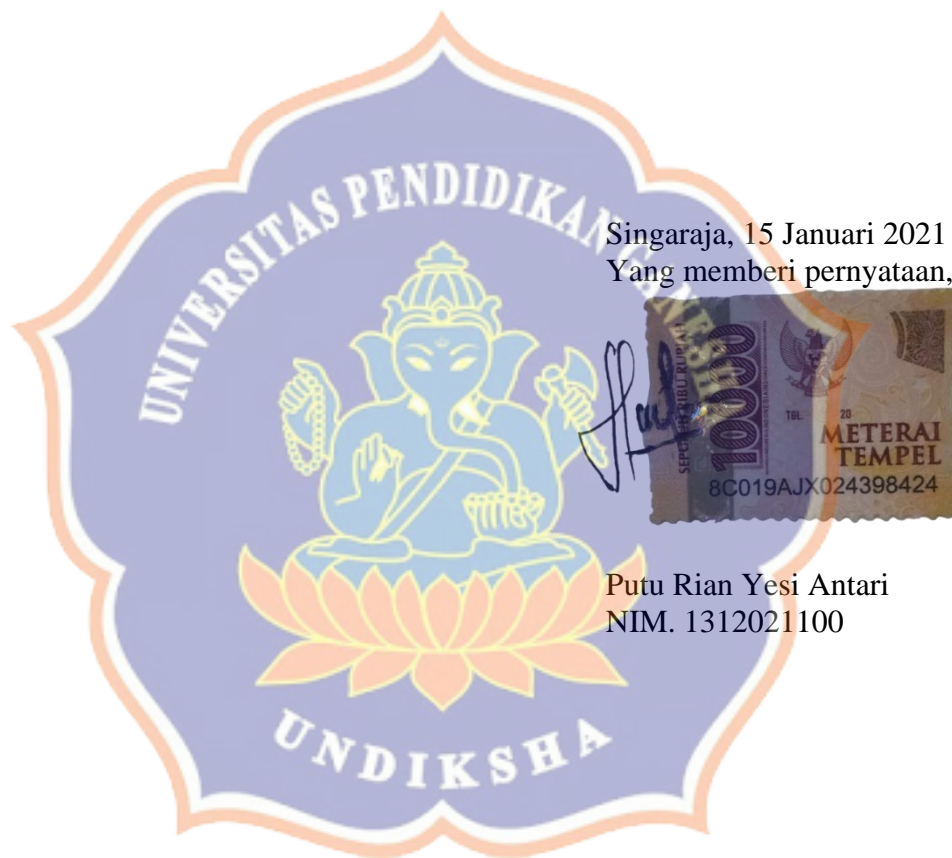 UNIVERSITAS PENDIDIKAN GANESHA
Singaraja, 15 Januari 2021
Yang memberi pernyataan,
SEPULUH RIBU RUPIAH
10000
TGL. 20
METERAI
TEMPEL
8C019AJX024398424
Putu Rian Yesi Antari
NIM. 1312021100
UNDIKSHA